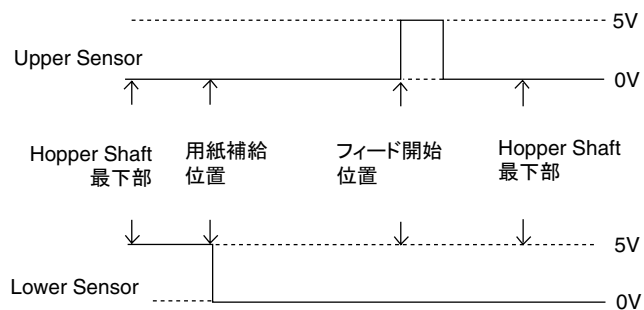 5V
Upper Sensor
0V
Hopper Shaft
最下部
用紙補給
位置
フィード開始
位置
Hopper Shaft
最下部
5V
Lower Sensor
0V